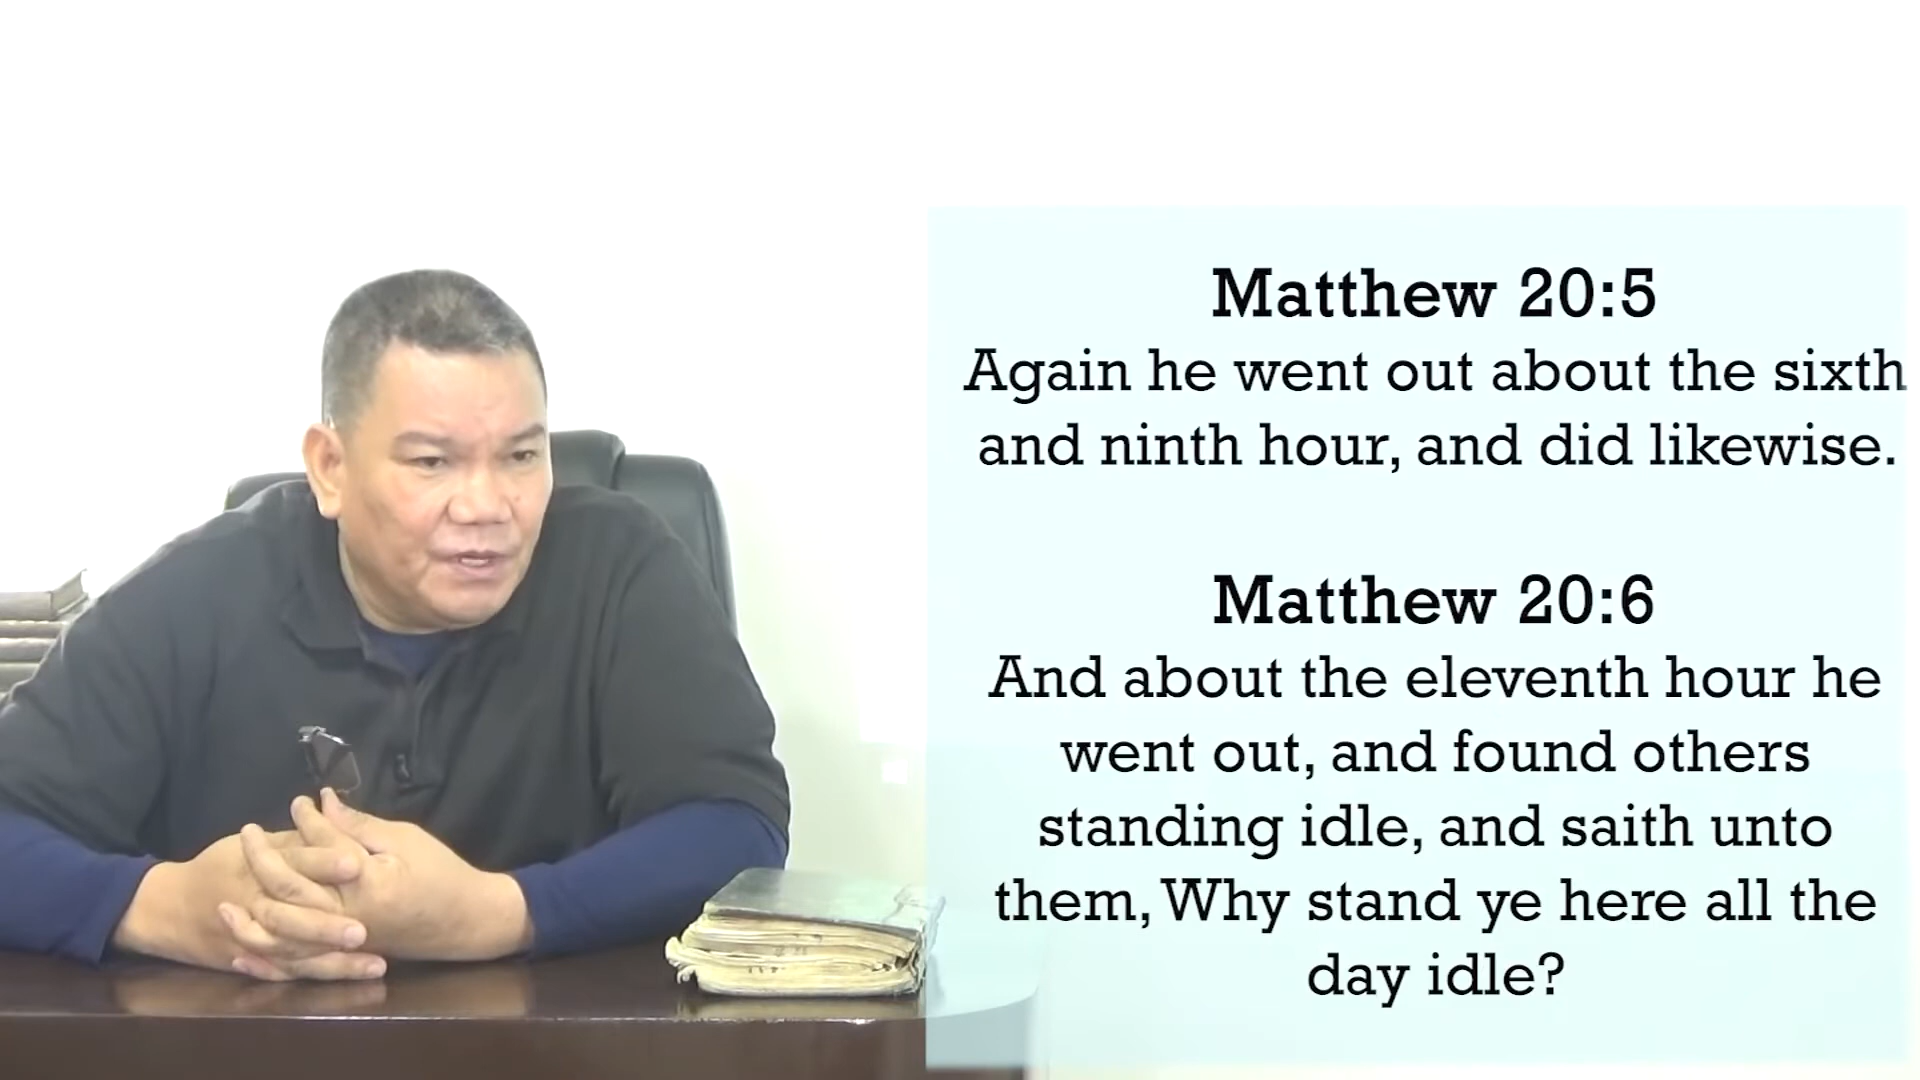 Matthew 20:5
Again he went out about the sixth
and ninth hour, and did likewise.
Matthew 20:6
And about the eleventh hour he
went out, and found others
standing idle, and saith unto
them, Why stand ye here all the
day idle?